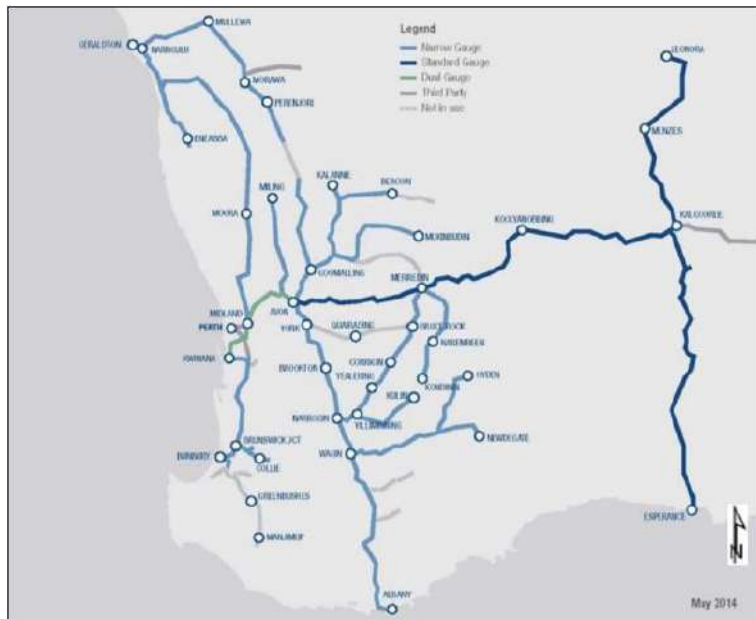 MULLEWA
GERALDTON
NARNGULU
Legend
Narrow Gauge
Standard Gauge
Dual Gauge
Third Party
Not in use
LEONORA
MORAWA
PERENJORI
ENEABBA
MENZIES
MILING
KALANNIE
BEACON
MOORA
KOOLYANOBBING
KALGOORLIE
MUKINBUDIN
GOOMALLING
MERREDIN
MIDLAND
AVON
PERTH
YORK
QUAIRADING
BRUCE ROCK
NAREMBEEN
KWINANA
BROOKTON
CORRIGIN
YEALERING
KONDININ
HYDEN
KULIN
NARROGIN
YILLIMINNING
NEWDEGATE
WAGIN
BRUNSWICK JCT
BUNBURY
COLLIE
GREENBUSHES
MANJIMUP
ESPERANCE
N
ALBANY
May 2014